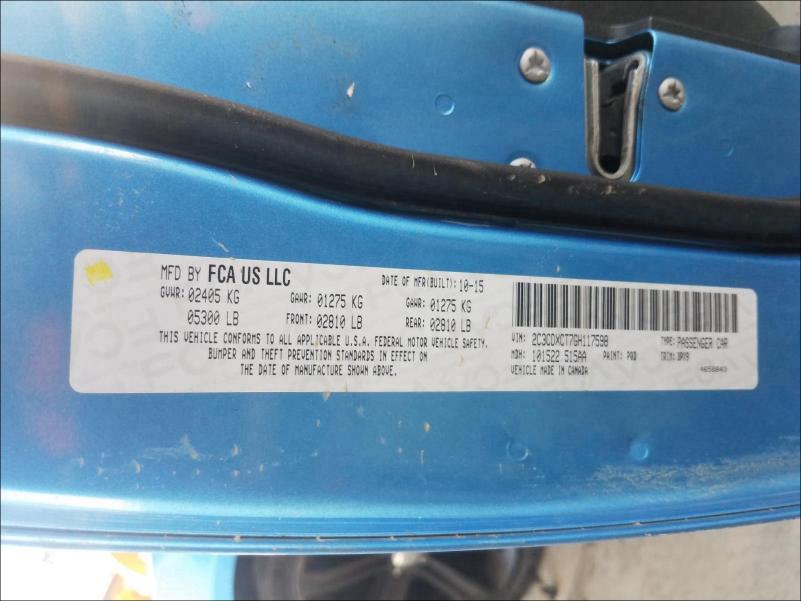 MFD BY FCA US LLC DATE OF MFR(BUILT): 10-15
GVWR: 02405 KG GAWR: 01275 KG GAWR: 01275 KG
05300 LB FRONT: 02810 LB REAR: 02810 LB
THIS VEHICLE CONFORMS TO ALL APPLICABLE U.S.A. FEDERAL MOTOR VEHICLE SAFETY,
BUMPER AND THEFT PREVENTION STANDARDS IN EFFECT ON
THE DATE OF MANUFACTURE SHOWN ABOVE.
VIN: 2C3CDXCT7GH117598 TYPE: PASSENGER CAR
MDH: 101522 515AA PAINT: PQD TRIM: DPX9
VEHICLE MADE IN CANADA